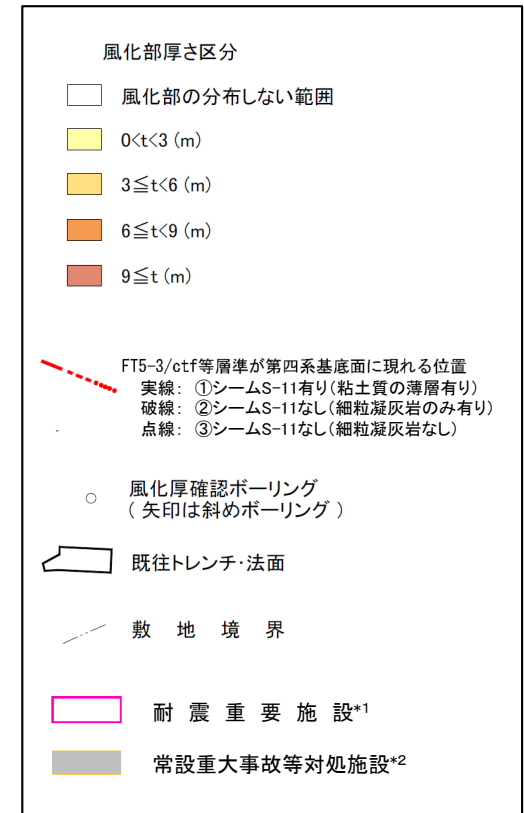 風化部厚さ区分
風化部の分布しない範囲
0<t<3 (m)
3≦t<6 (m)
6≦t<9 (m)
9≦t (m)
FT5-3/ctf等層準が第四系基底面に現れる位置
実線: ①シームS-11有り(粘土質の薄層有り)
破線: ②シームS-11なし(細粒凝灰岩のみ有り)
点線: ③シームS-11なし(細粒凝灰岩なし)
風化厚確認ボーリング
( 矢印は斜めボーリング )
既往トレンチ・法面
敷 地 境 界
耐 震 重 要 施 設*1
常設重大事故等対処施設*2